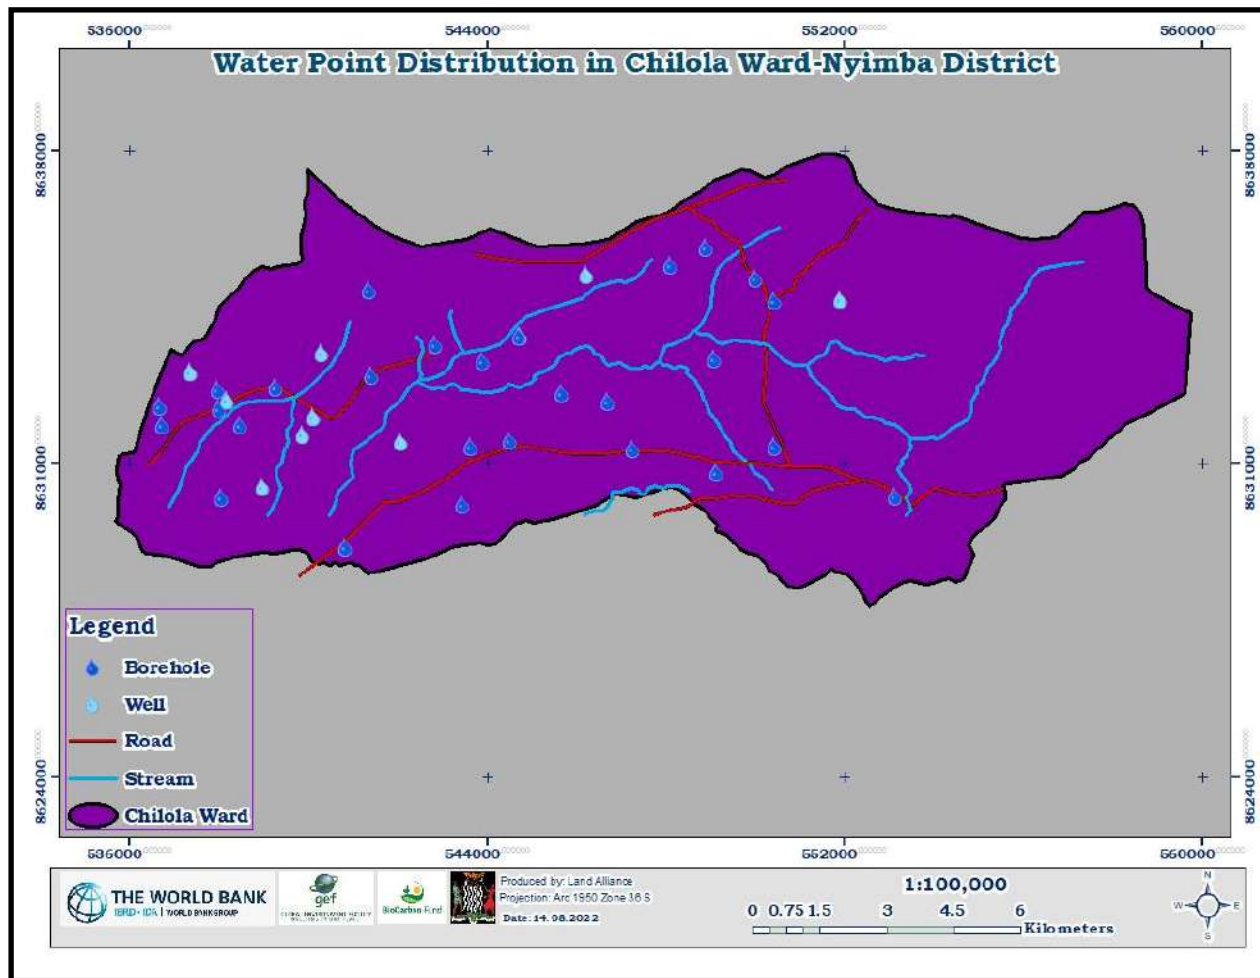 536000 544000 552000 560000
Water Point Distribution in Chilola Ward-Nyimba District
8638000 8638000
8631000 8631000
8624000 8624000
Legend
Borehole
Well
Road
Stream
Chilola Ward
536000 544000 552000 560000
THE WORLD BANK
IBRD • IDA | WORLD BANK GROUP
gef
BioCarbon Fund
Produced by: Land Alliance
Projection: Arc 1950 Zone 36 S
Date: 14.08.2022
1:100,000
0 0.75 1.5 3 4.5 6
Kilometers
N
W E
S